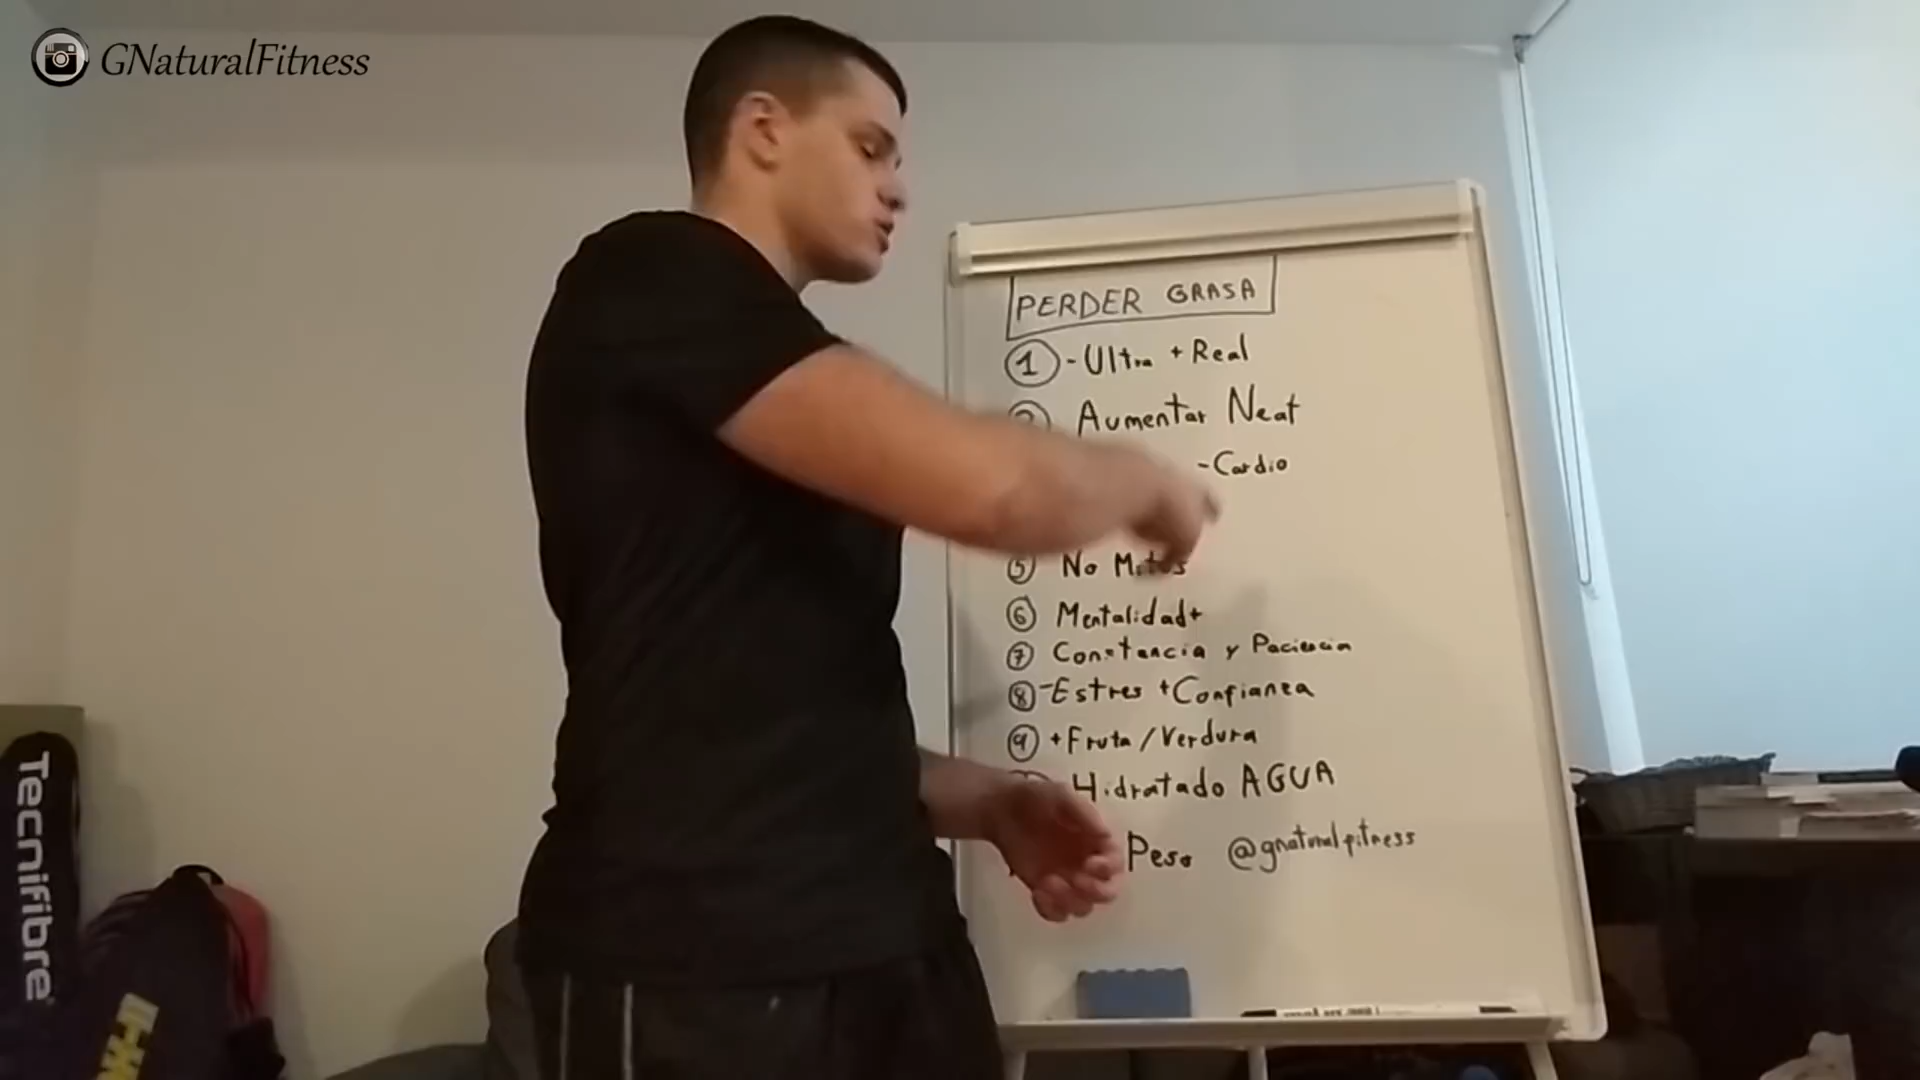 GNaturalFitness
PERDER GRASA
1 - Ultra + Real
Aumentar Neat
- Cardio
5 No Mitos
6 Mentalidad+
7 Constancia y Paciencia
8 - Estres + Confianza
9 + Fruta / Verdura
Hidratado AGUA
Peso @gnaturalfitness
Tecnifibre